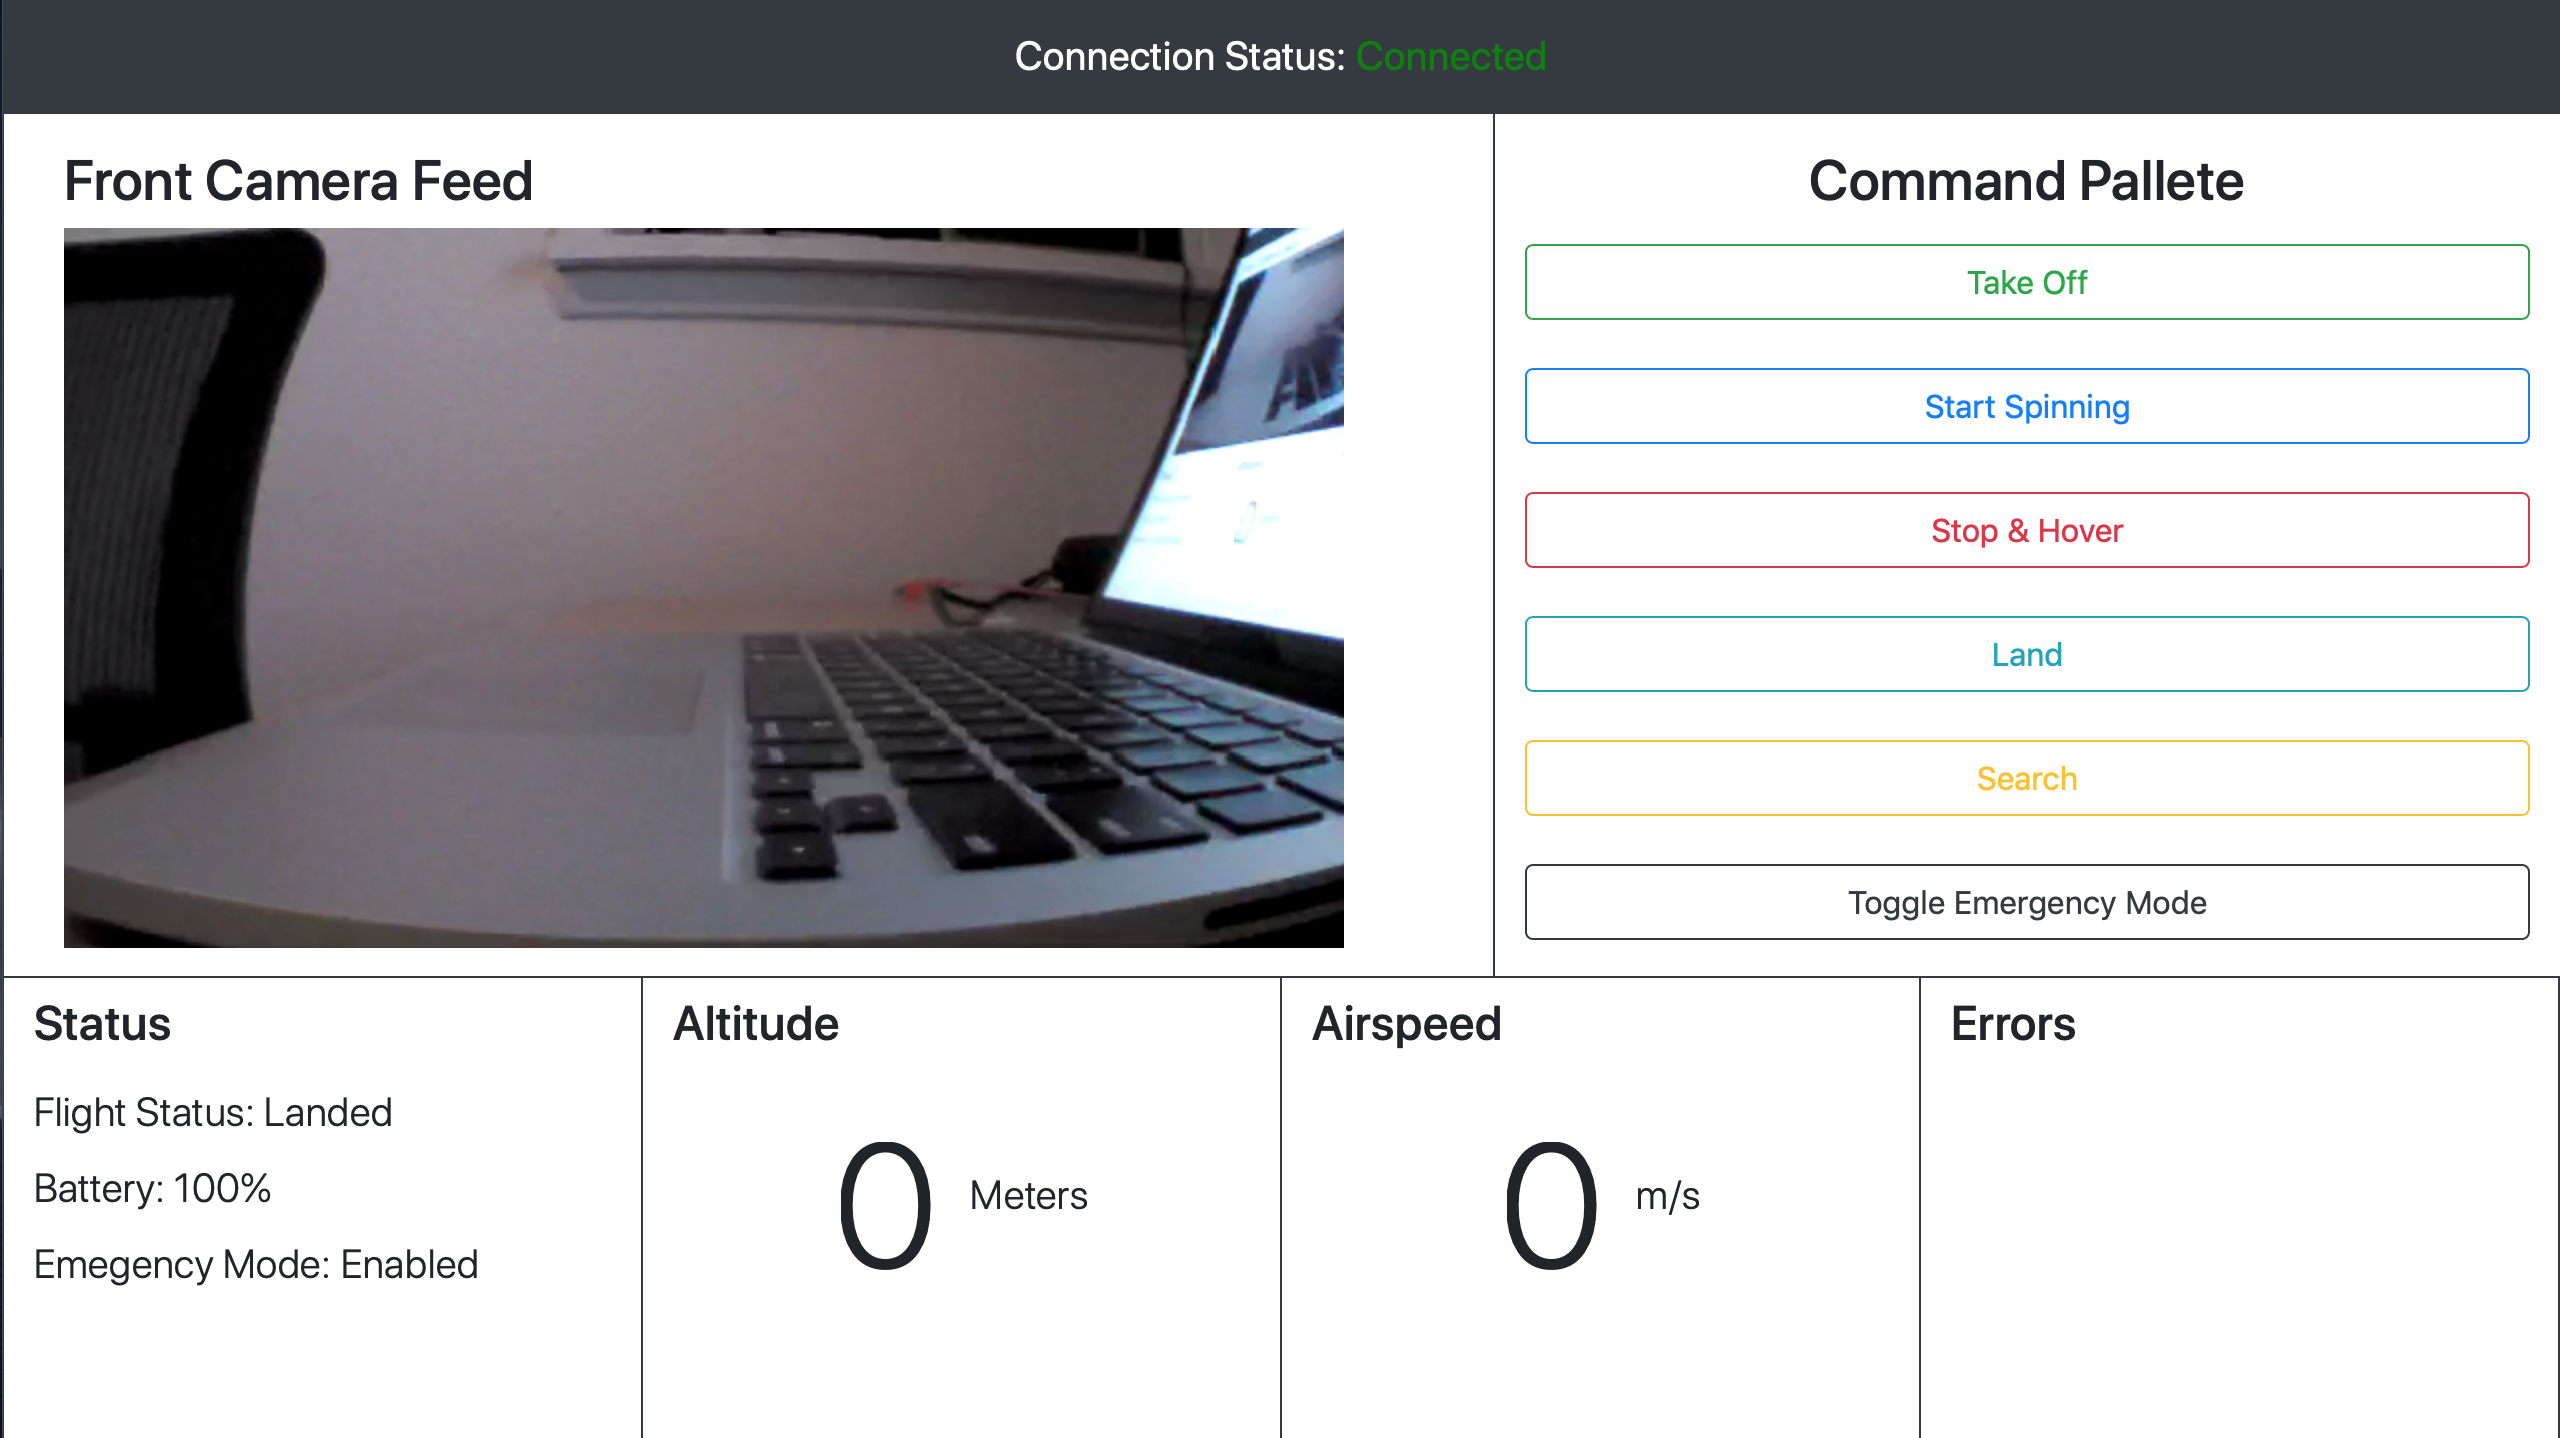 Connection Status: Connected
Front Camera Feed
Command Pallete
Take Off
Start Spinning
Stop & Hover
Land
Search
Toggle Emergency Mode
Status
Flight Status: Landed
Battery: 100%
Emegency Mode: Enabled
Altitude
0 Meters
Airspeed
0 m/s
Errors